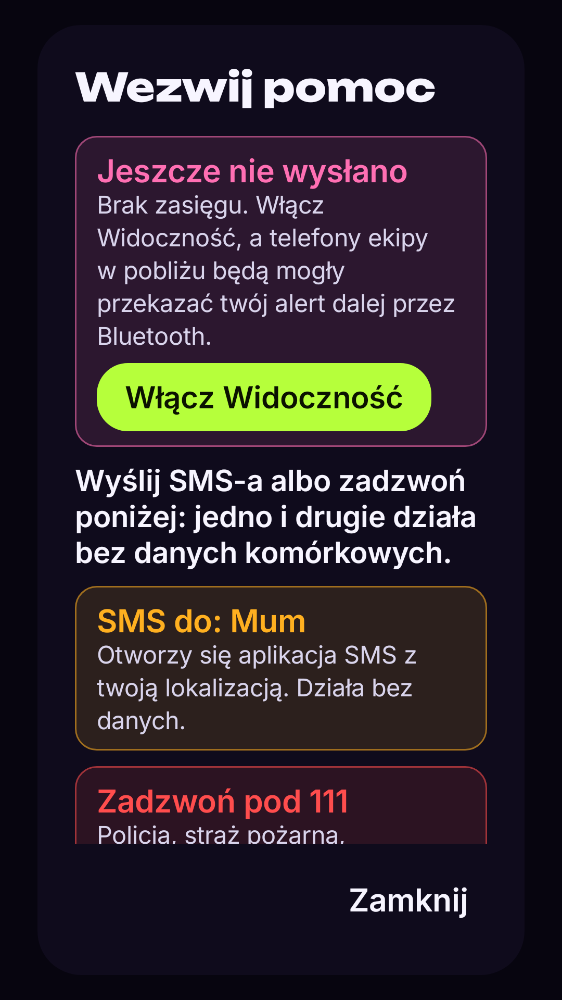 Wezwij pomoc
Jeszcze nie wysłano
Brak zasięgu. Włącz
Widoczność, a telefony ekipy
w pobliżu będą mogły
przekazać twój alert dalej przez
Bluetooth.
Włącz Widoczność
Wyślij SMS-a albo zadzwoń
poniżej: jedno i drugie działa
bez danych komórkowych.
SMS do: Mum
Otworzy się aplikacja SMS z
twoją lokalizacją. Działa bez
danych.
Zadzwoń pod 111
Policja, straż pożarna,
Zamknij